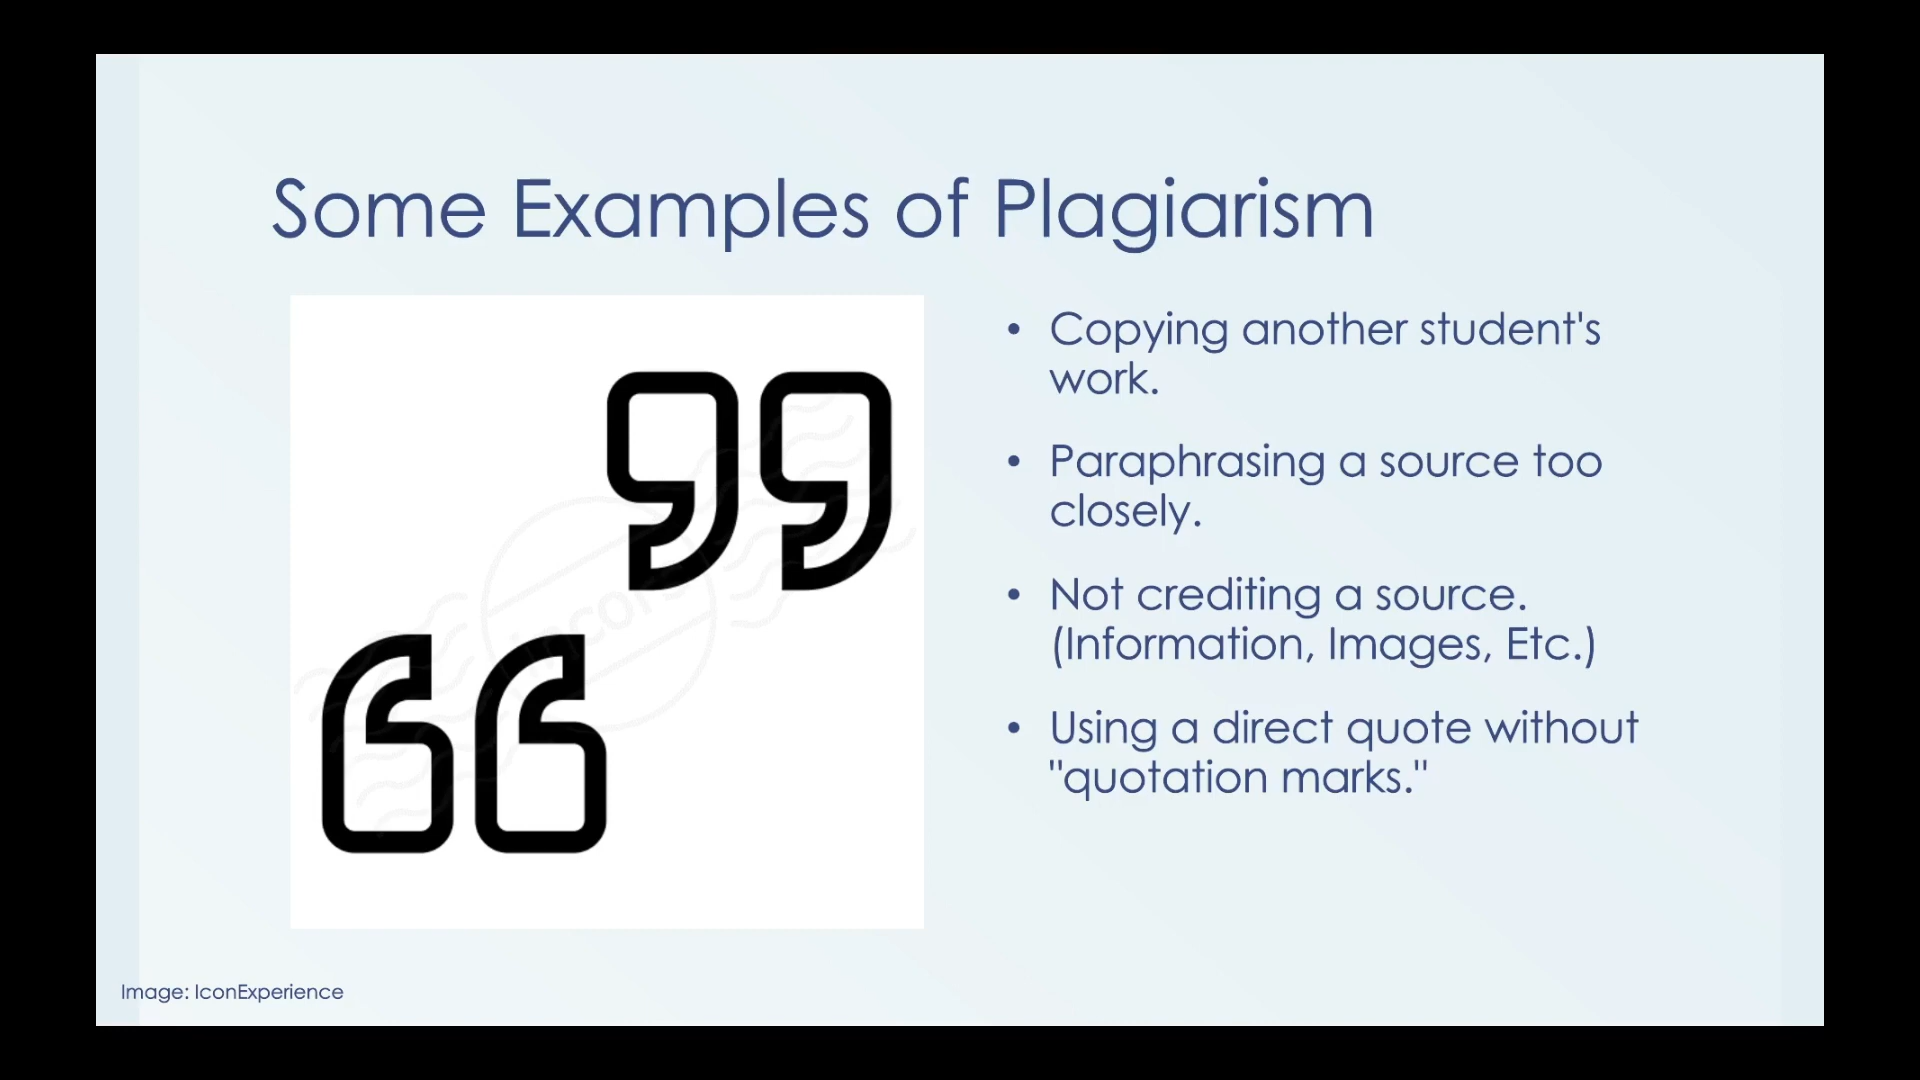 Some Examples of Plagiarism
• Copying another student's
work.
• Paraphrasing a source too
closely.
• Not crediting a source.
(Information, Images, Etc.)
• Using a direct quote without
"quotation marks."
Image: IconExperience